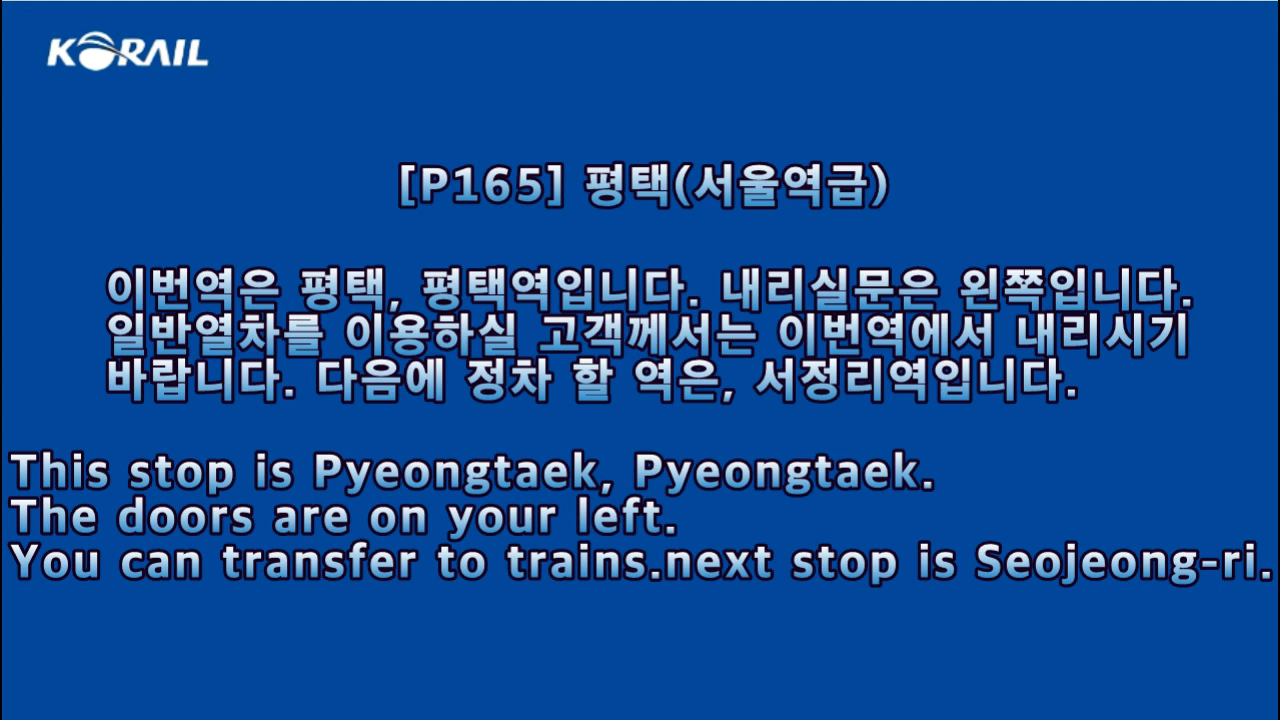 KORAIL
[P165] 평택(서울역급)
이번역은 평택, 평택역입니다. 내리실문은 왼쪽입니다.
일반열차를 이용하실 고객께서는 이번역에서 내리시기
바랍니다. 다음에 정차 할 역은, 서정리역입니다.
This stop is Pyeongtaek, Pyeongtaek.
The doors are on your left.
You can transfer to trains.next stop is Seojeong-ri.